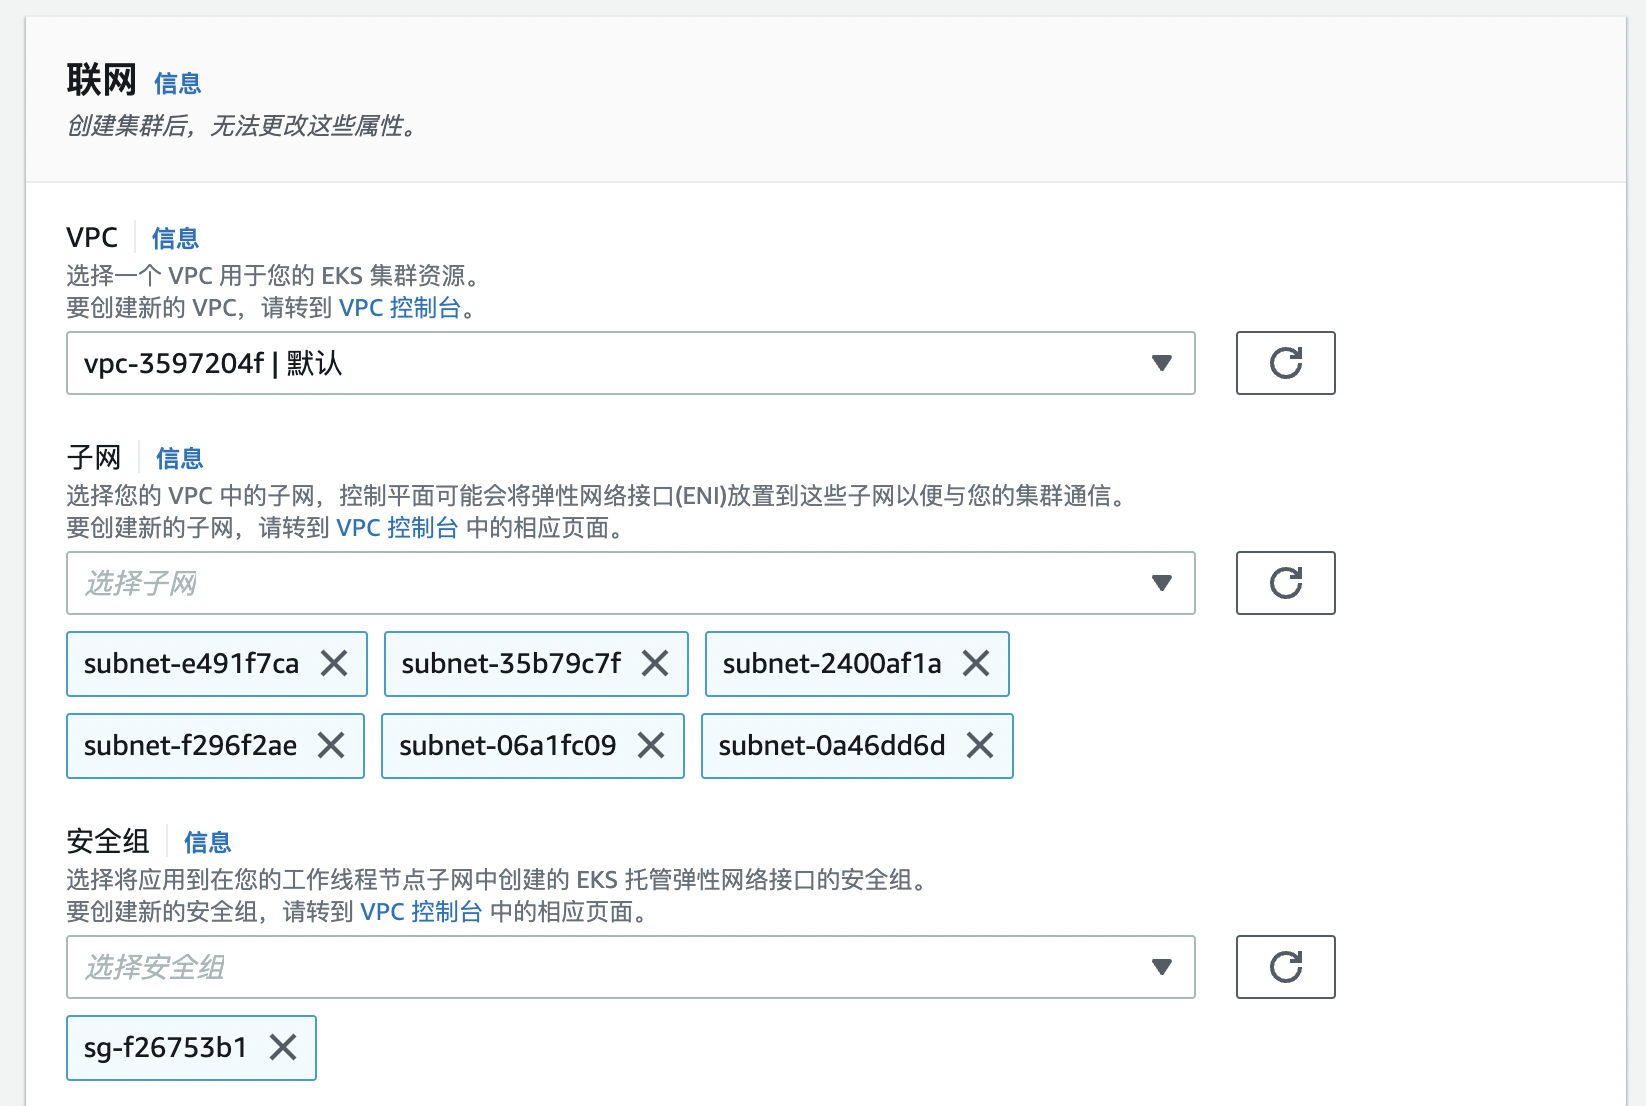 联网 信息
创建集群后，无法更改这些属性。
VPC 信息
选择一个 VPC 用于您的 EKS 集群资源。
要创建新的 VPC，请转到 VPC 控制台。
vpc-3597204f | 默认
子网 信息
选择您的 VPC 中的子网，控制平面可能会将弹性网络接口(ENI)放置到这些子网以便与您的集群通信。
要创建新的子网，请转到 VPC 控制台 中的相应页面。
选择子网
subnet-e491f7ca subnet-35b79c7f subnet-2400af1a
subnet-f296f2ae subnet-06a1fc09 subnet-0a46dd6d
安全组 信息
选择将应用到在您的工作线程节点子网中创建的 EKS 托管弹性网络接口的安全组。
要创建新的安全组，请转到 VPC 控制台 中的相应页面。
选择安全组
sg-f26753b1